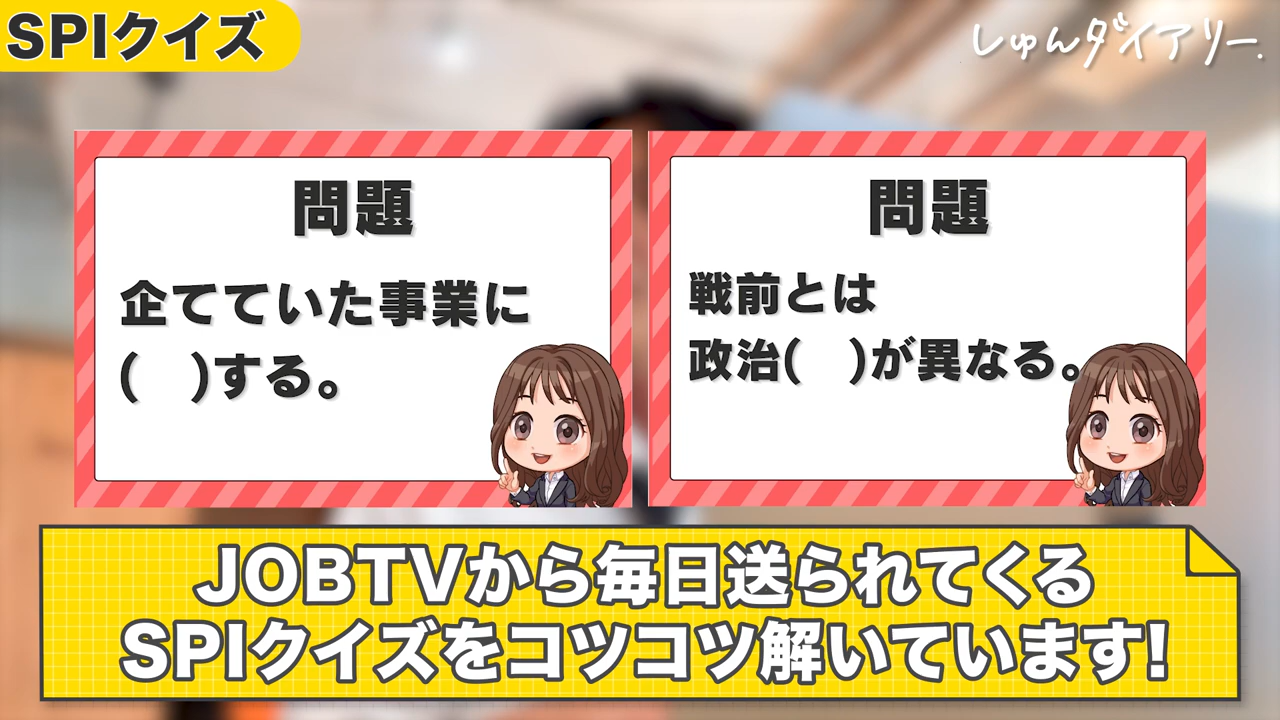 SPIクイズ
しゅんダイアリー.
問題
企てていた事業に
(　)する。
問題
戦前とは
政治(　)が異なる。
JOBTVから毎日送られてくる
SPIクイズをコツコツ解いています!